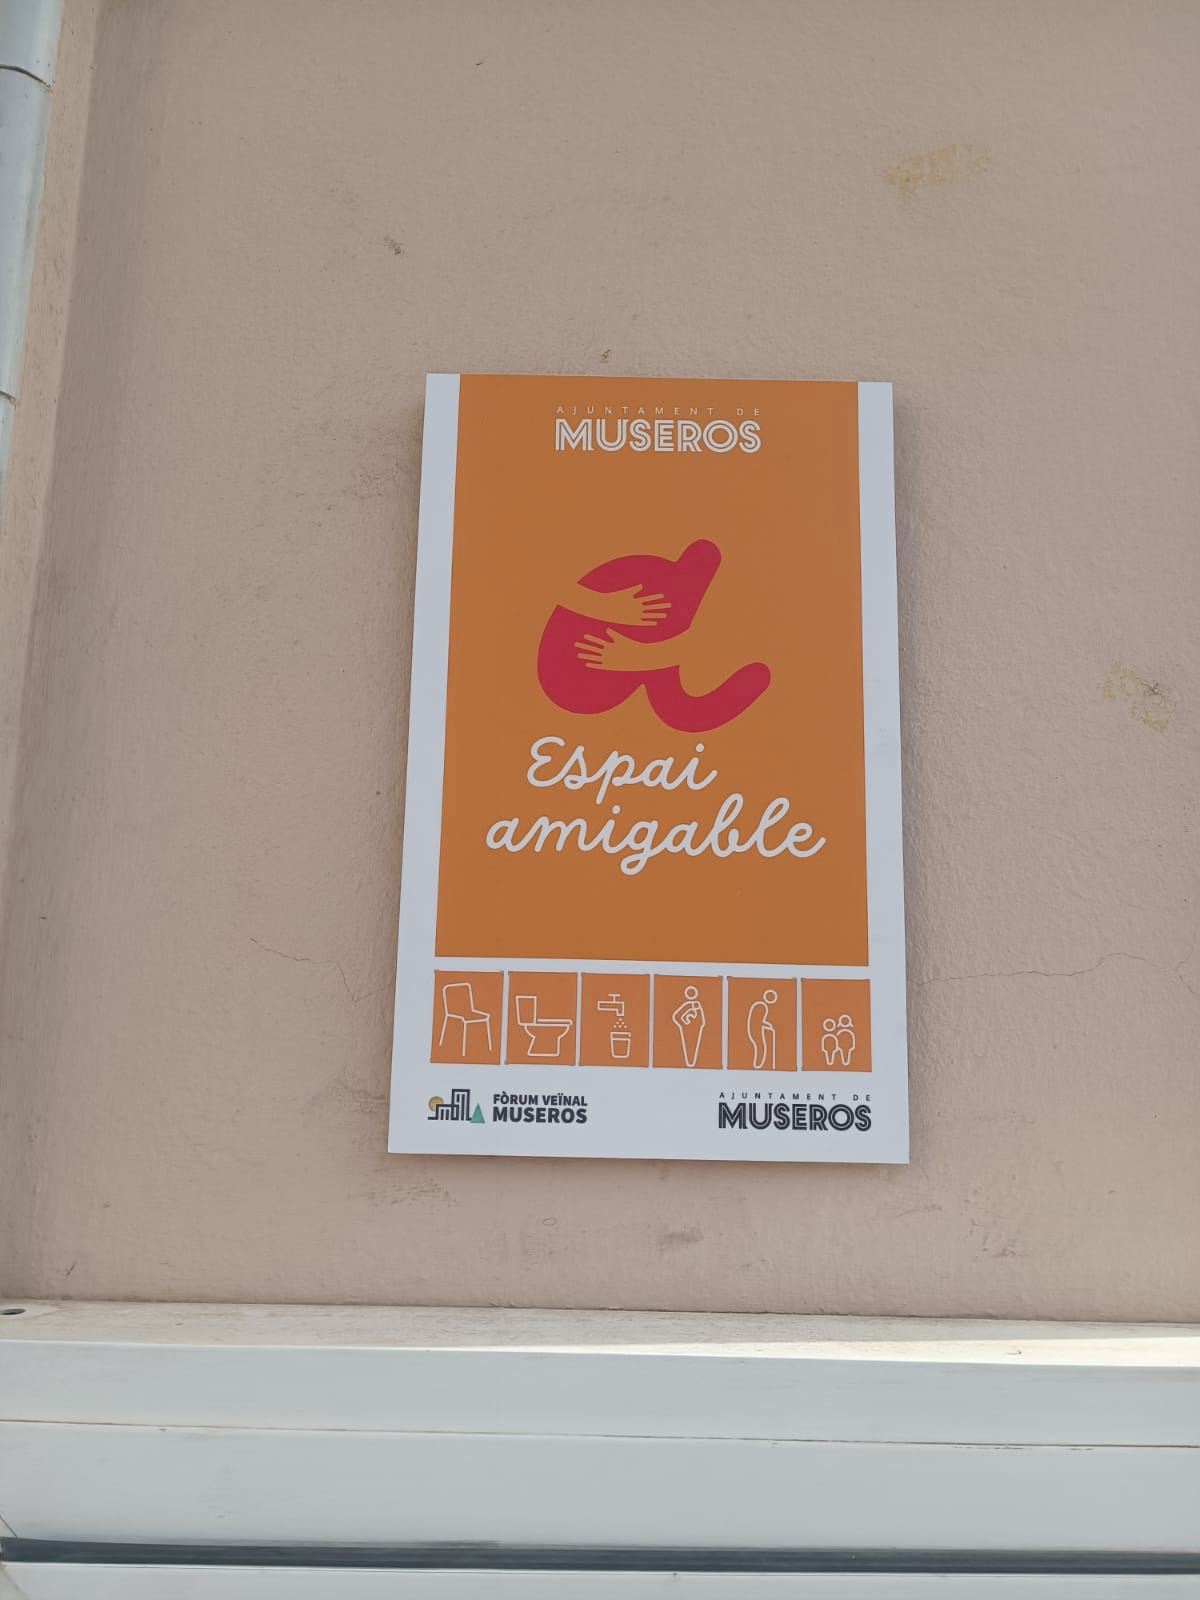 AJUNTAMENT DE
MUSEROS
Espai
amigable
FÒRUM VEÏNAL
MUSEROS
AJUNTAMENT DE
MUSEROS